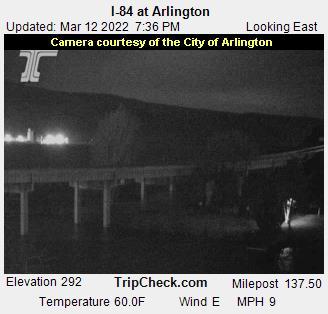 I-84 at Arlington
Updated: Mar 12 2022 7:36 PM Looking East
Camera courtesy of the City of Arlington
Elevation 292 TripCheck.com Milepost 137.50
Temperature 60.0F Wind E MPH 9